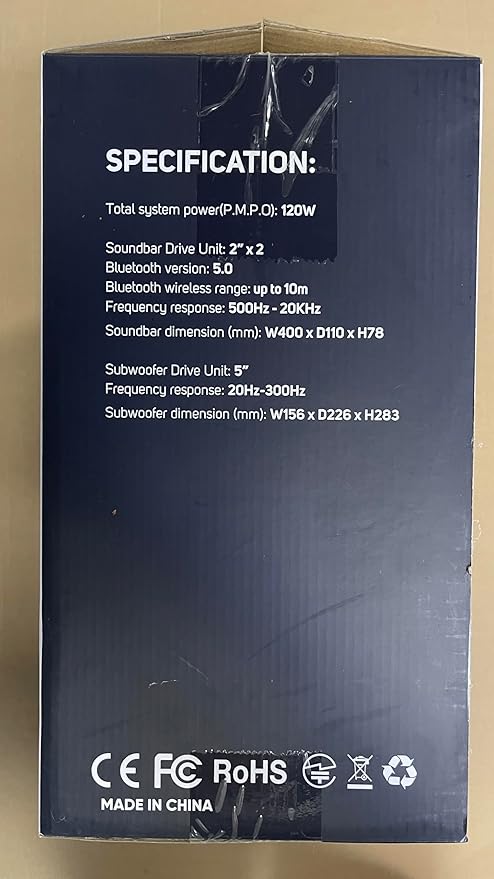 SPECIFICATION:
Total system power(P.M.P.O): 120W
Soundbar Drive Unit: 2” x 2
Bluetooth version: 5.0
Bluetooth wireless range: up to 10m
Frequency response: 500Hz - 20KHz
Soundbar dimension (mm): W400 x D110 x H78
Subwoofer Drive Unit: 5”
Frequency response: 20Hz-300Hz
Subwoofer dimension (mm): W156 x D226 x H283
CE FC RoHS
MADE IN CHINA